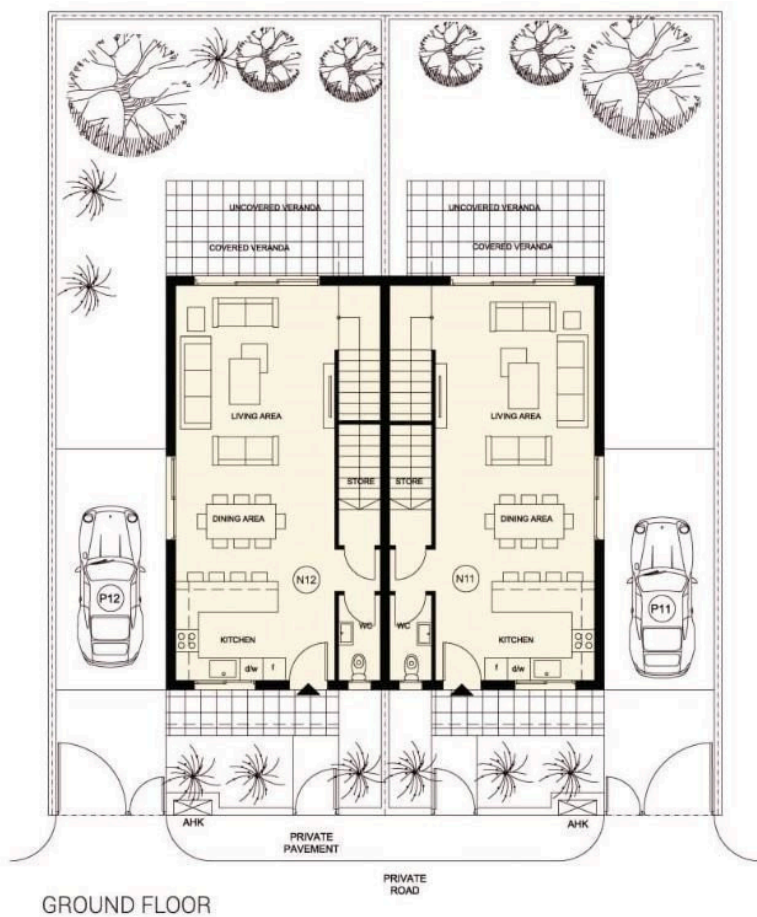 UNCOVERED VERANDA
UNCOVERED VERANDA
COVERED VERANDA
COVERED VERANDA
LIVING AREA
LIVING AREA
STORE
STORE
DINING AREA
DINING AREA
N12
N11
P12
P11
WC
WC
KITCHEN
KITCHEN
d/w
f
f
d/w
AHK
AHK
PRIVATE
PAVEMENT
PRIVATE
ROAD
GROUND FLOOR